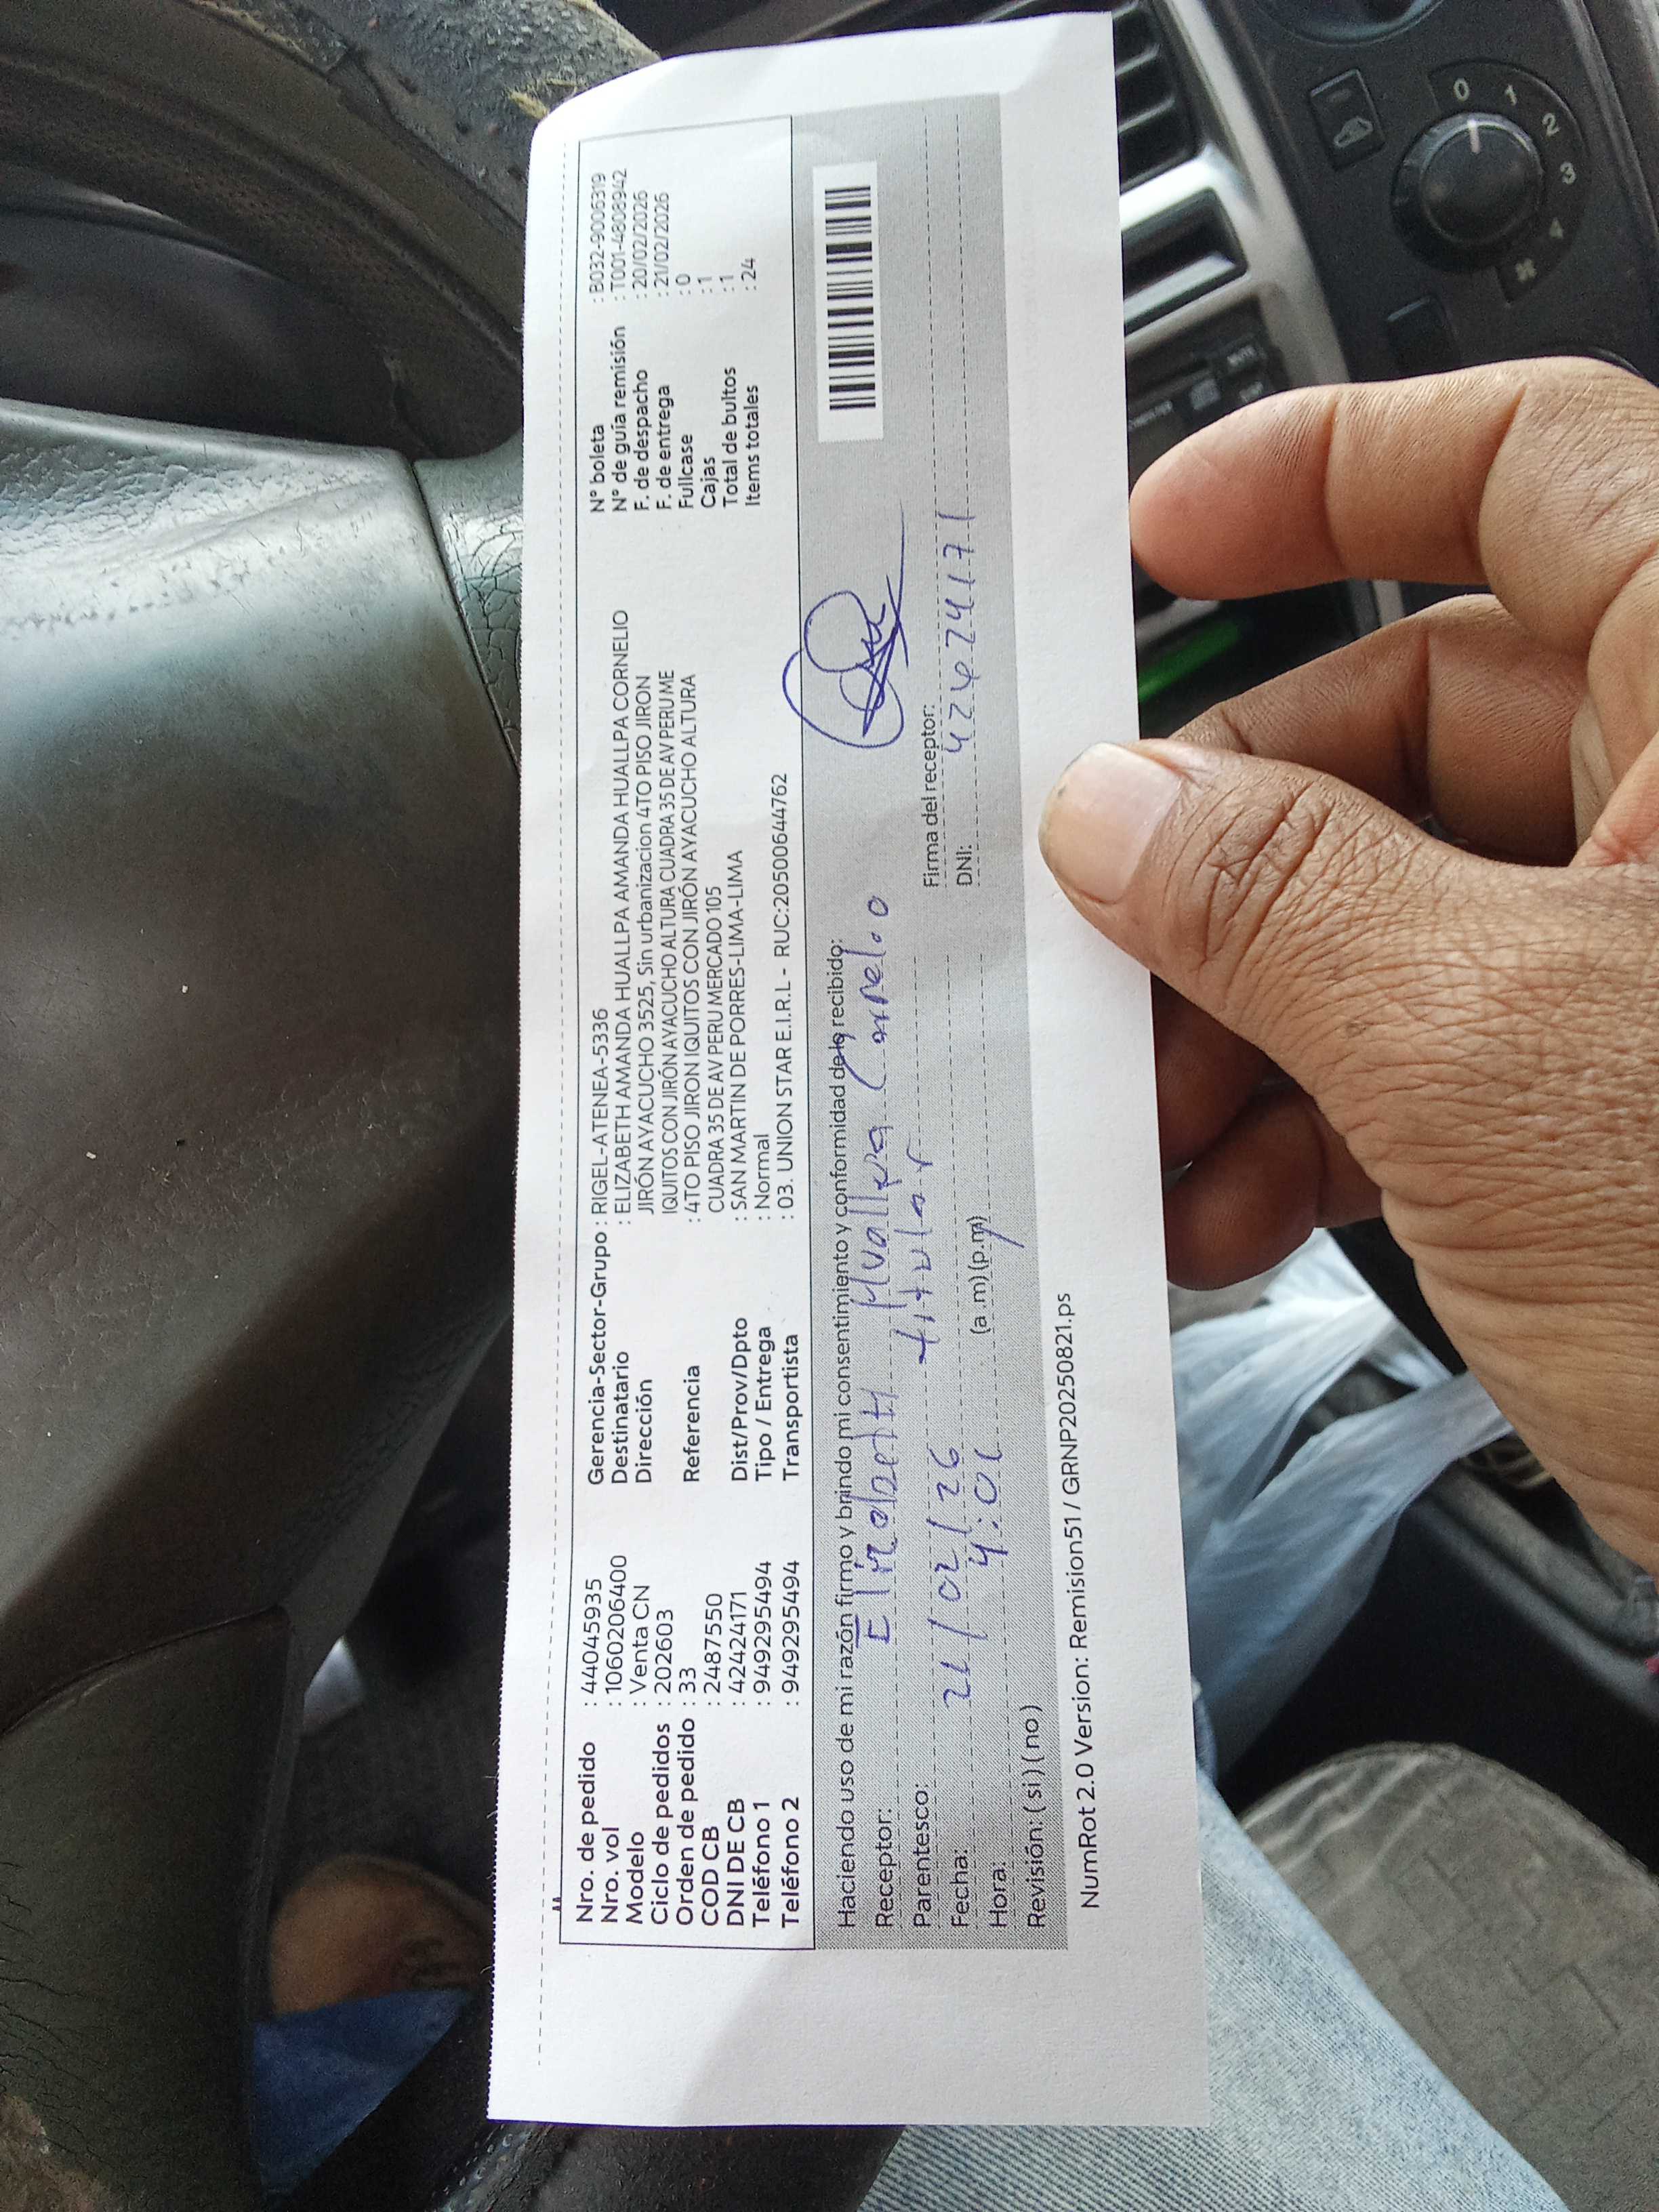 Nro. de pedido : 44045935
Nro. vol : 1060206400
Modelo : Venta CN
Ciclo de pedidos : 202603
Orden de pedido : 33
COD CB : 2487550
DNI DE CB : 42424171
Teléfono 1 : 949295494
Teléfono 2 : 949295494
Gerencia-Sector-Grupo : RIGEL-ATENEA-5336
Destinatario : ELIZABETH AMANDA HUALLPA AMANDA HUALLPA CORNELIO
Dirección JIRÓN AYACUCHO 3525, Sin urbanizacion 4TO PISO JIRON
IQUITOS CON JIRÓN AYACUCHO ALTURA CUADRA 35 DE AV PERU ME
Referencia : 4TO PISO JIRON IQUITOS CON JIRÓN AYACUCHO ALTURA
CUADRA 35 DE AV PERU MERCADO 105
Dist/Prov/Dpto : SAN MARTIN DE PORRES-LIMA-LIMA
Tipo / Entrega : Normal
Transportista : 03. UNION STAR E.I.R.L - RUC:20500644762
N° boleta : B032-9006319
N° de guía remisión : T001-4808942
F. de despacho : 20/02/2026
F. de entrega : 21/02/2026
Fullcase : 0
Cajas : 1
Total de bultos : 1
Items totales : 24
Haciendo uso de mi razón firmo y brindo mi consentimiento y conformidad de lo recibido:
Receptor: Elizabeth Huallpa Cornelio
Parentesco: titular
Fecha: 21/02/26
Hora: (a.m) (p.m)
Revisión: ( si ) ( no )
Firma del receptor:
DNI: 42424171
NumRot 2.0 Version: Remision51 / GRNP20250821.ps
0
1
2
3
4